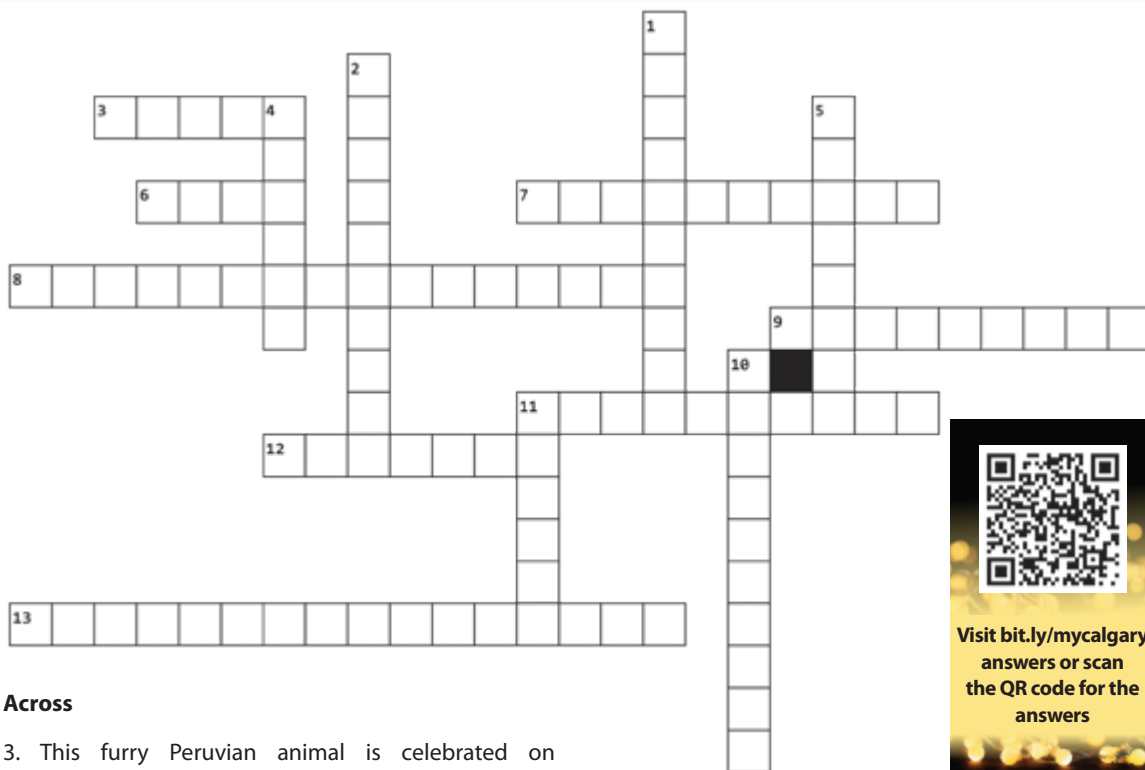 1
2
3
4
5
6
7
8
9
10
11
12
13
Visit bit.ly/mycalgary
answers or scan
the QR code for the
answers
Across
3. This furry Peruvian animal is celebrated on